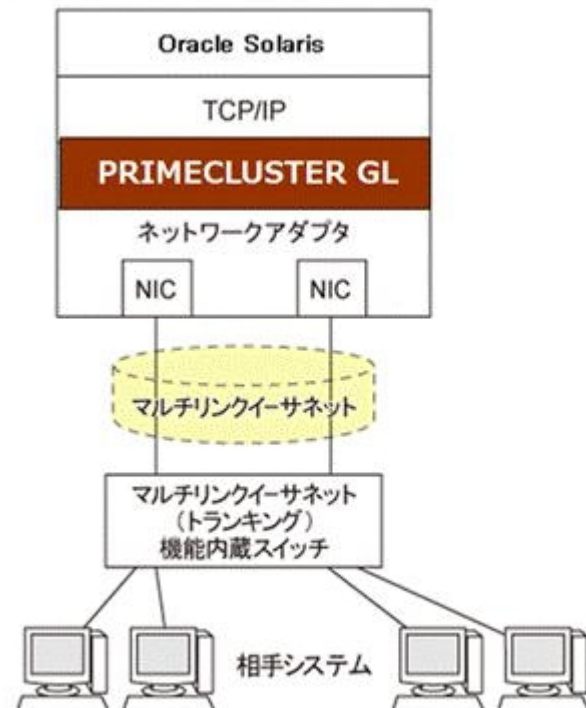 Oracle Solaris
TCP/IP
PRIMECLUSTER GL
ネットワークアダプタ
NIC
NIC
マルチリンクイーサネット
マルチリンクイーサネット
(トランキング)
機能内蔵スイッチ
相手システム